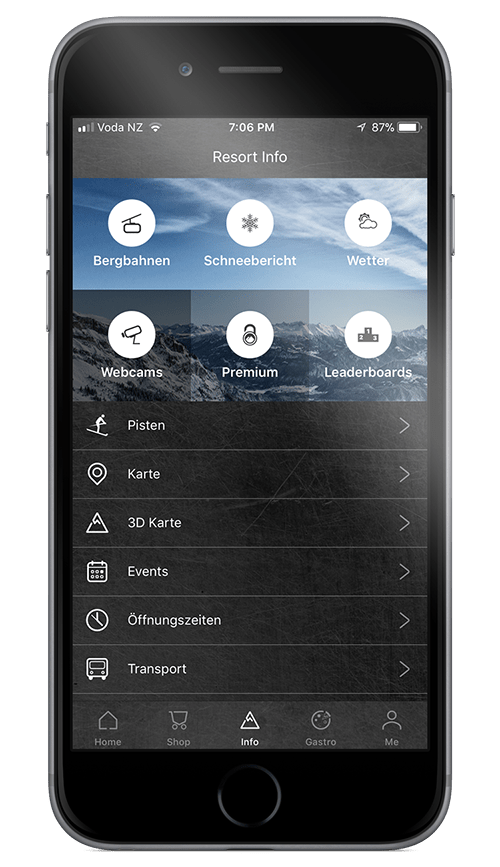 Voda NZ 7:06 PM 87%
Resort Info
Bergbahnen Schneebericht Wetter
Webcams Premium Leaderboards
Pisten
Karte
3D Karte
Events
Öffnungszeiten
Transport
Home Shop Info Gastro Me